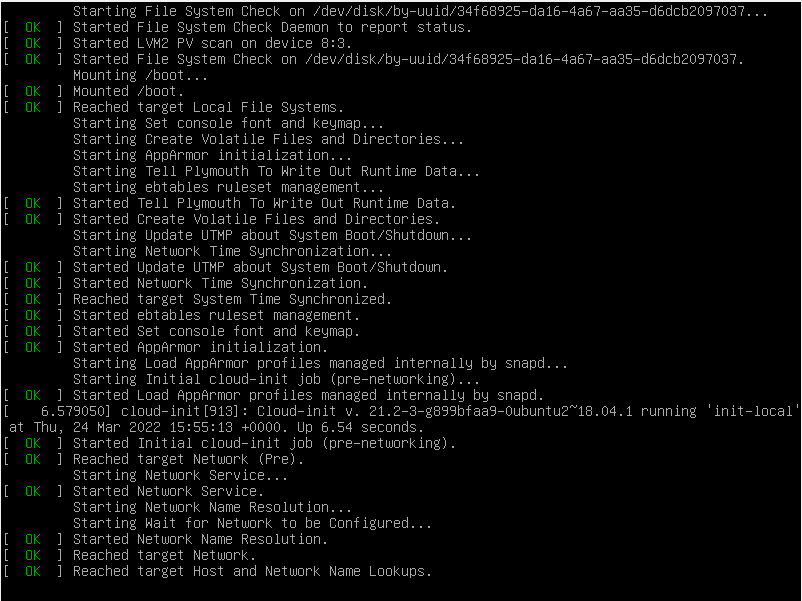 Starting File System Check on /dev/disk/by-uuid/34f68925-da16-4a67-aa35-d6dcb2097037...
[  OK  ] Started File System Check Daemon to report status.
[  OK  ] Started LVM2 PV scan on device 8:3.
[  OK  ] Started File System Check on /dev/disk/by-uuid/34f68925-da16-4a67-aa35-d6dcb2097037.
         Mounting /boot...
[  OK  ] Mounted /boot.
[  OK  ] Reached target Local File Systems.
         Starting Set console font and keymap...
         Starting Create Volatile Files and Directories...
         Starting AppArmor initialization...
         Starting Tell Plymouth To Write Out Runtime Data...
         Starting ebtables ruleset management...
[  OK  ] Started Tell Plymouth To Write Out Runtime Data.
[  OK  ] Started Create Volatile Files and Directories.
         Starting Update UTMP about System Boot/Shutdown...
         Starting Network Time Synchronization...
[  OK  ] Started Update UTMP about System Boot/Shutdown.
[  OK  ] Started Network Time Synchronization.
[  OK  ] Reached target System Time Synchronized.
[  OK  ] Started ebtables ruleset management.
[  OK  ] Started Set console font and keymap.
[  OK  ] Started AppArmor initialization.
         Starting Load AppArmor profiles managed internally by snapd...
         Starting Initial cloud-init job (pre-networking)...
[  OK  ] Started Load AppArmor profiles managed internally by snapd.
[    6.579050] cloud-init[913]: Cloud-init v. 21.2-3-g899bfaa9-0ubuntu2~18.04.1 running 'init-local'
at Thu, 24 Mar 2022 15:55:13 +0000. Up 6.54 seconds.
[  OK  ] Started Initial cloud-init job (pre-networking).
[  OK  ] Reached target Network (Pre).
         Starting Network Service...
[  OK  ] Started Network Service.
         Starting Network Name Resolution...
         Starting Wait for Network to be Configured...
[  OK  ] Started Network Name Resolution.
[  OK  ] Reached target Network.
[  OK  ] Reached target Host and Network Name Lookups.